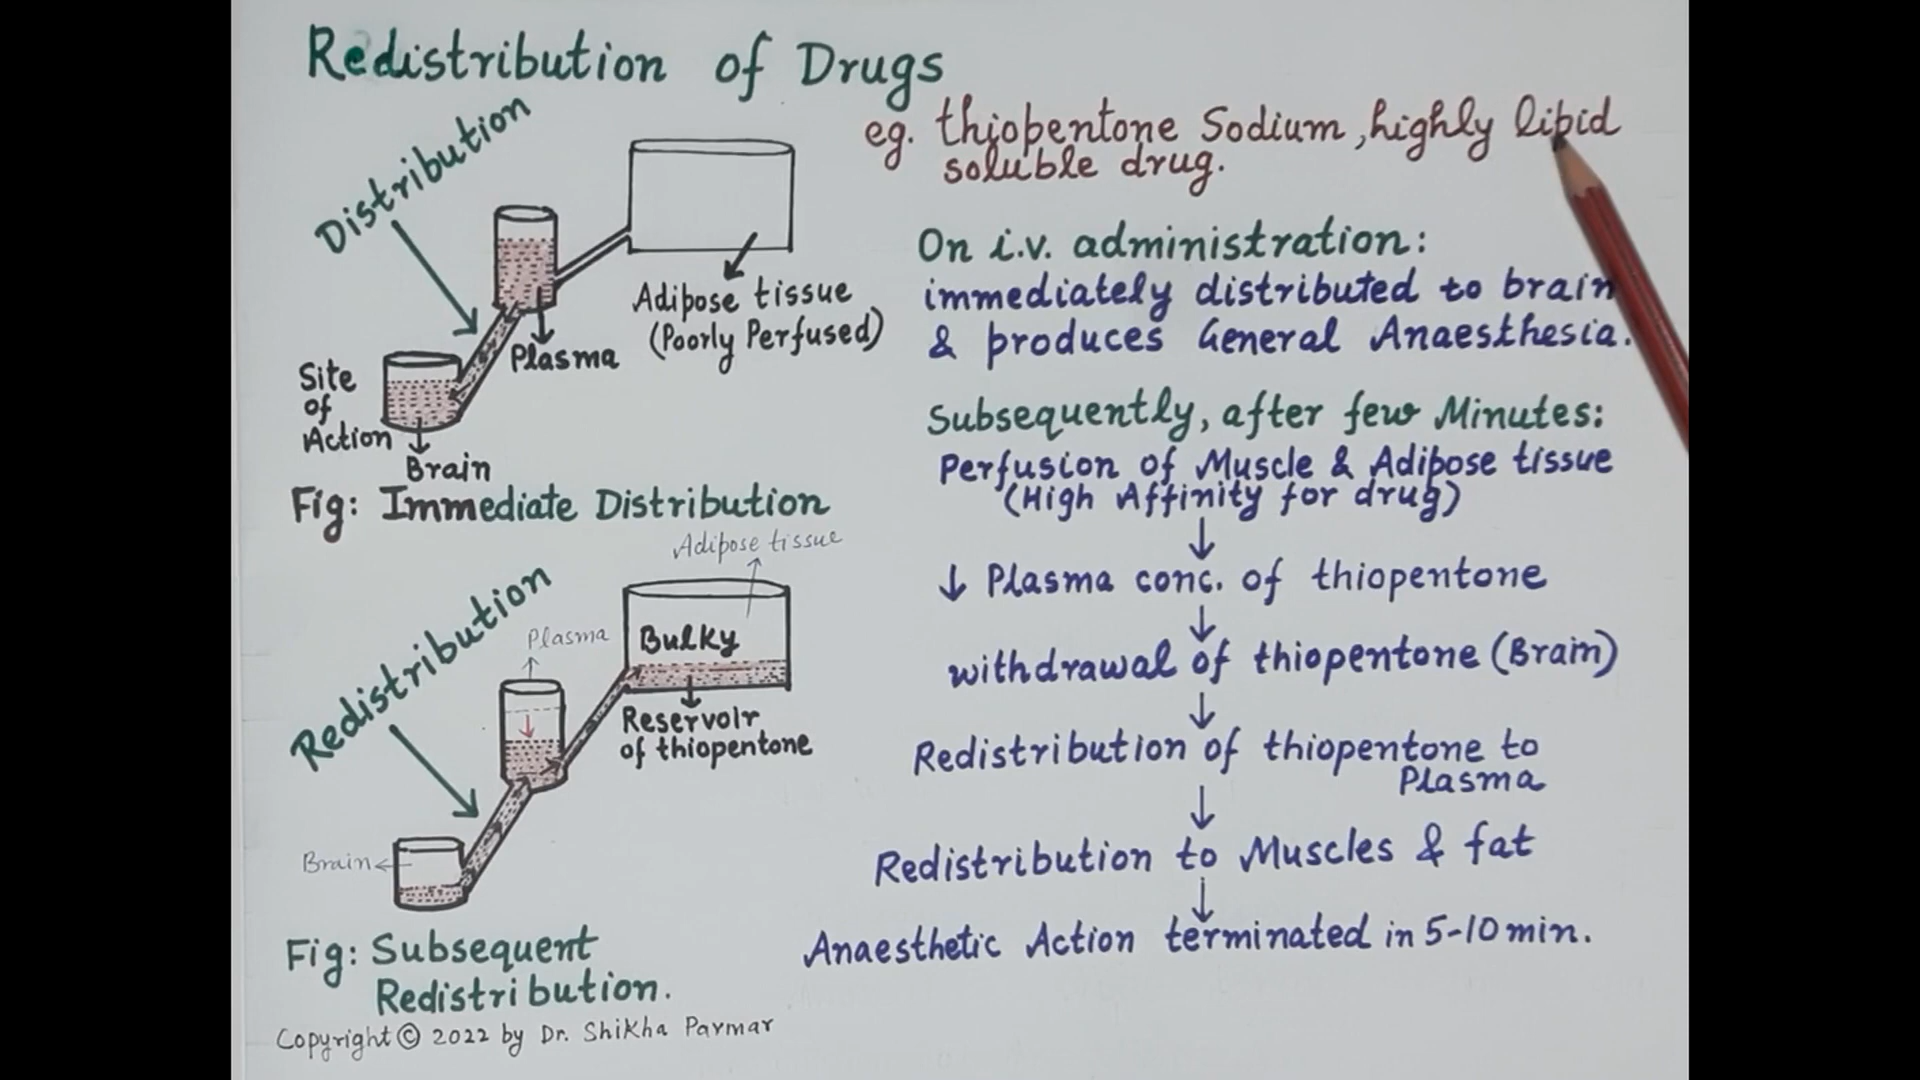 Redistribution of Drugs
eg. thiopentone Sodium, highly lipid
soluble drug.
Distribution
Adipose tissue
(Poorly Perfused)
Plasma
Site
of
Action
Brain
Fig: Immediate Distribution
On i.v. administration:
immediately distributed to brain
& produces General Anaesthesia.
Subsequently, after few Minutes:
Perfusion of Muscle & Adipose tissue
(High Affinity for drug)
↓
↓ Plasma conc. of thiopentone
↓
withdrawal of thiopentone (Brain)
↓
Redistribution of thiopentone to
Plasma
↓
Redistribution to Muscles & fat
↓
Anaesthetic Action terminated in 5-10 min.
Redistribution
Adipose tissue
Plasma
Bulky
Reservoir
of thiopentone
Brain
Fig: Subsequent
Redistribution.
Copyright © 2022 by Dr. Shikha Parmar